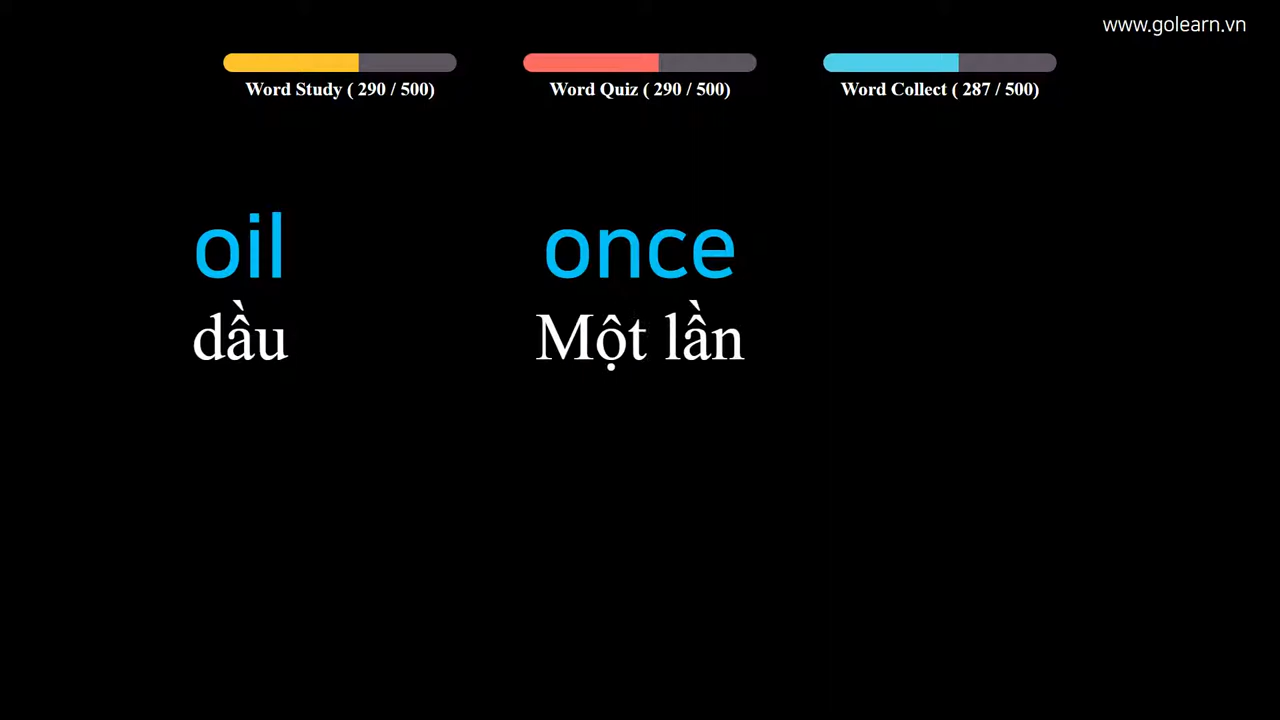 www.golearn.vn
Word Study ( 290 / 500)
Word Quiz ( 290 / 500)
Word Collect ( 287 / 500)
oil
once
dầu
Một lần